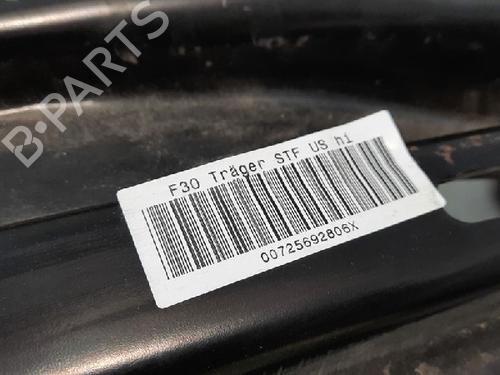 B-PARTS
F30 Träger STF US hi
00725692806X